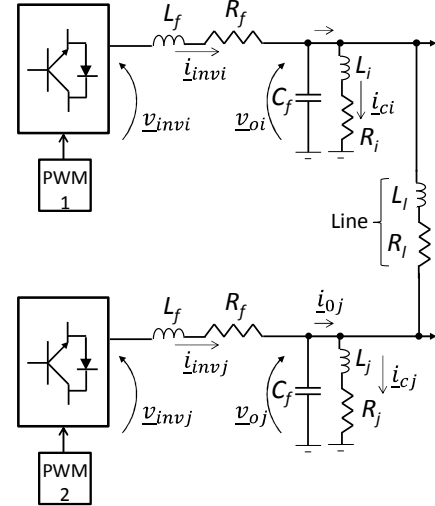 L_f R_f
i_invi
L_i
C_f
i_ci
v_invi
v_oi
R_i
PWM
1
L_l
Line
R_l
L_f R_f
i_0j
i_invj
L_j
C_f
i_cj
v_invj
v_oj
R_j
PWM
2